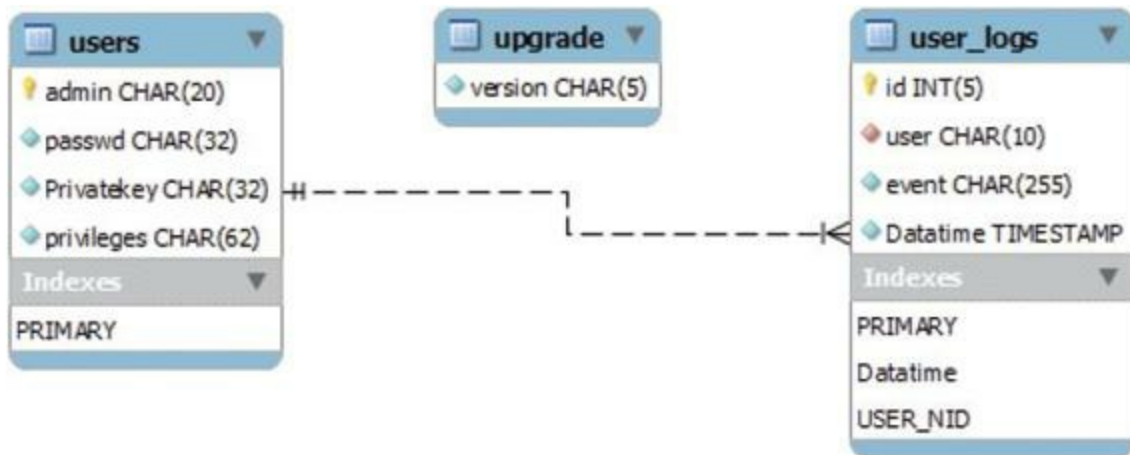 users
admin CHAR(20)
passwd CHAR(32)
Privatekey CHAR(32)
privileges CHAR(62)
Indexes
PRIMARY
upgrade
version CHAR(5)
user_logs
id INT(5)
user CHAR(10)
event CHAR(255)
Datatime TIMESTAMP
Indexes
PRIMARY
Datatime
USER_NID